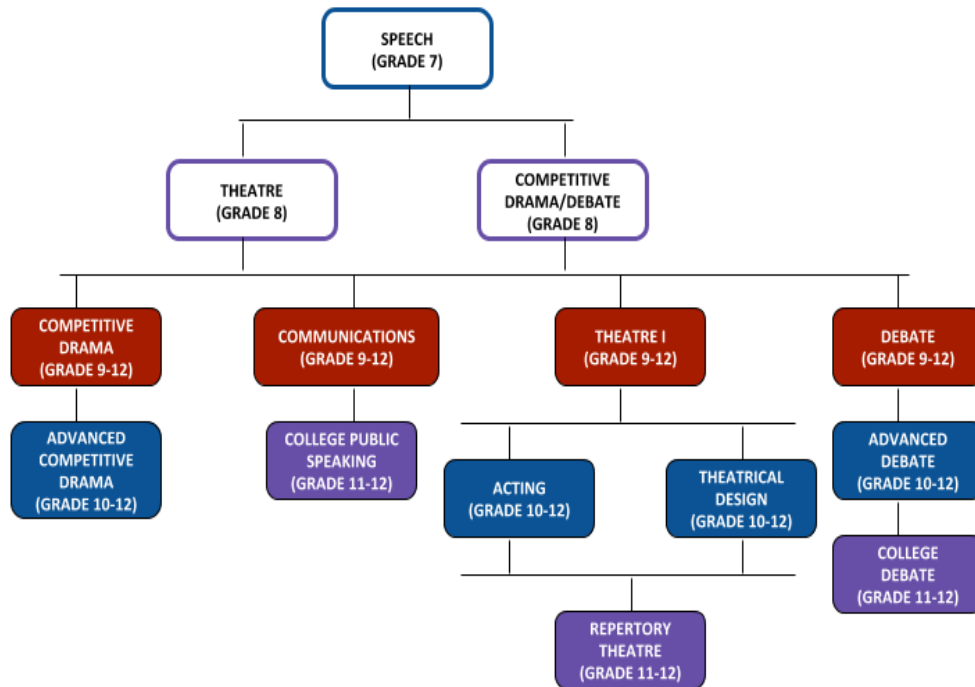 SPEECH
(GRADE 7)
THEATRE
(GRADE 8)
COMPETITIVE
DRAMA/DEBATE
(GRADE 8)
COMPETITIVE
DRAMA
(GRADE 9-12)
COMMUNICATIONS
(GRADE 9-12)
THEATRE I
(GRADE 9-12)
DEBATE
(GRADE 9-12)
ADVANCED
COMPETITIVE
DRAMA
(GRADE 10-12)
COLLEGE PUBLIC
SPEAKING
(GRADE 11-12)
ACTING
(GRADE 10-12)
THEATRICAL
DESIGN
(GRADE 10-12)
ADVANCED
DEBATE
(GRADE 10-12)
COLLEGE
DEBATE
(GRADE 11-12)
REPERTORY
THEATRE
(GRADE 11-12)